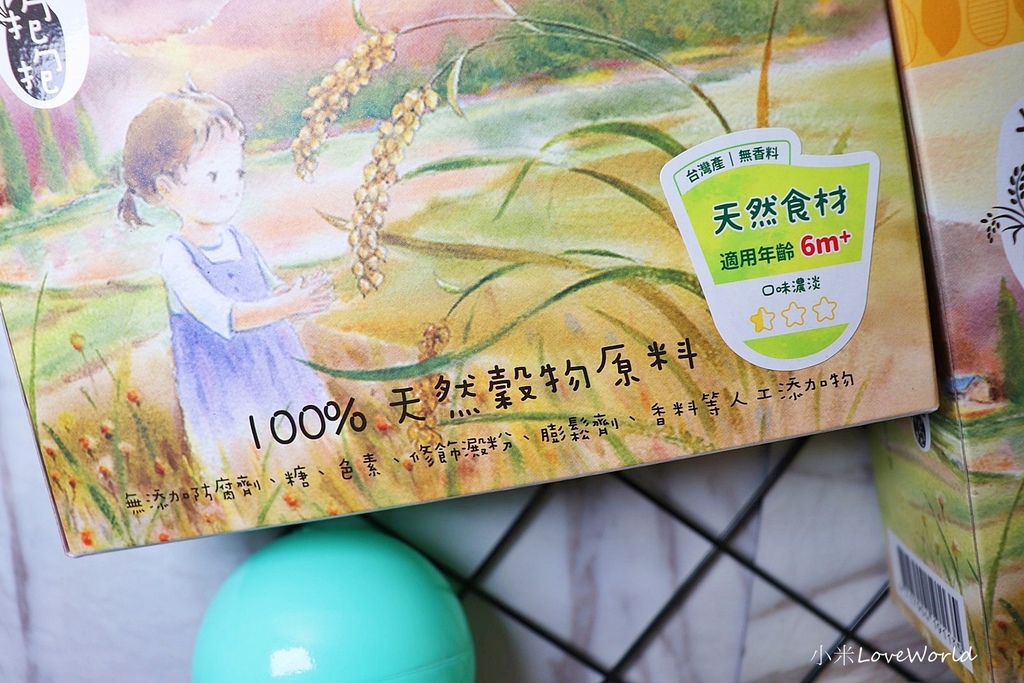 台灣產｜無香料
天然食材
適用年齡 6m+
口味濃淡
100% 天然穀物原料
無添加防腐劑、糖、色素、修飾澱粉、膨鬆劑、香料等人工添加物
小米LoveWorld